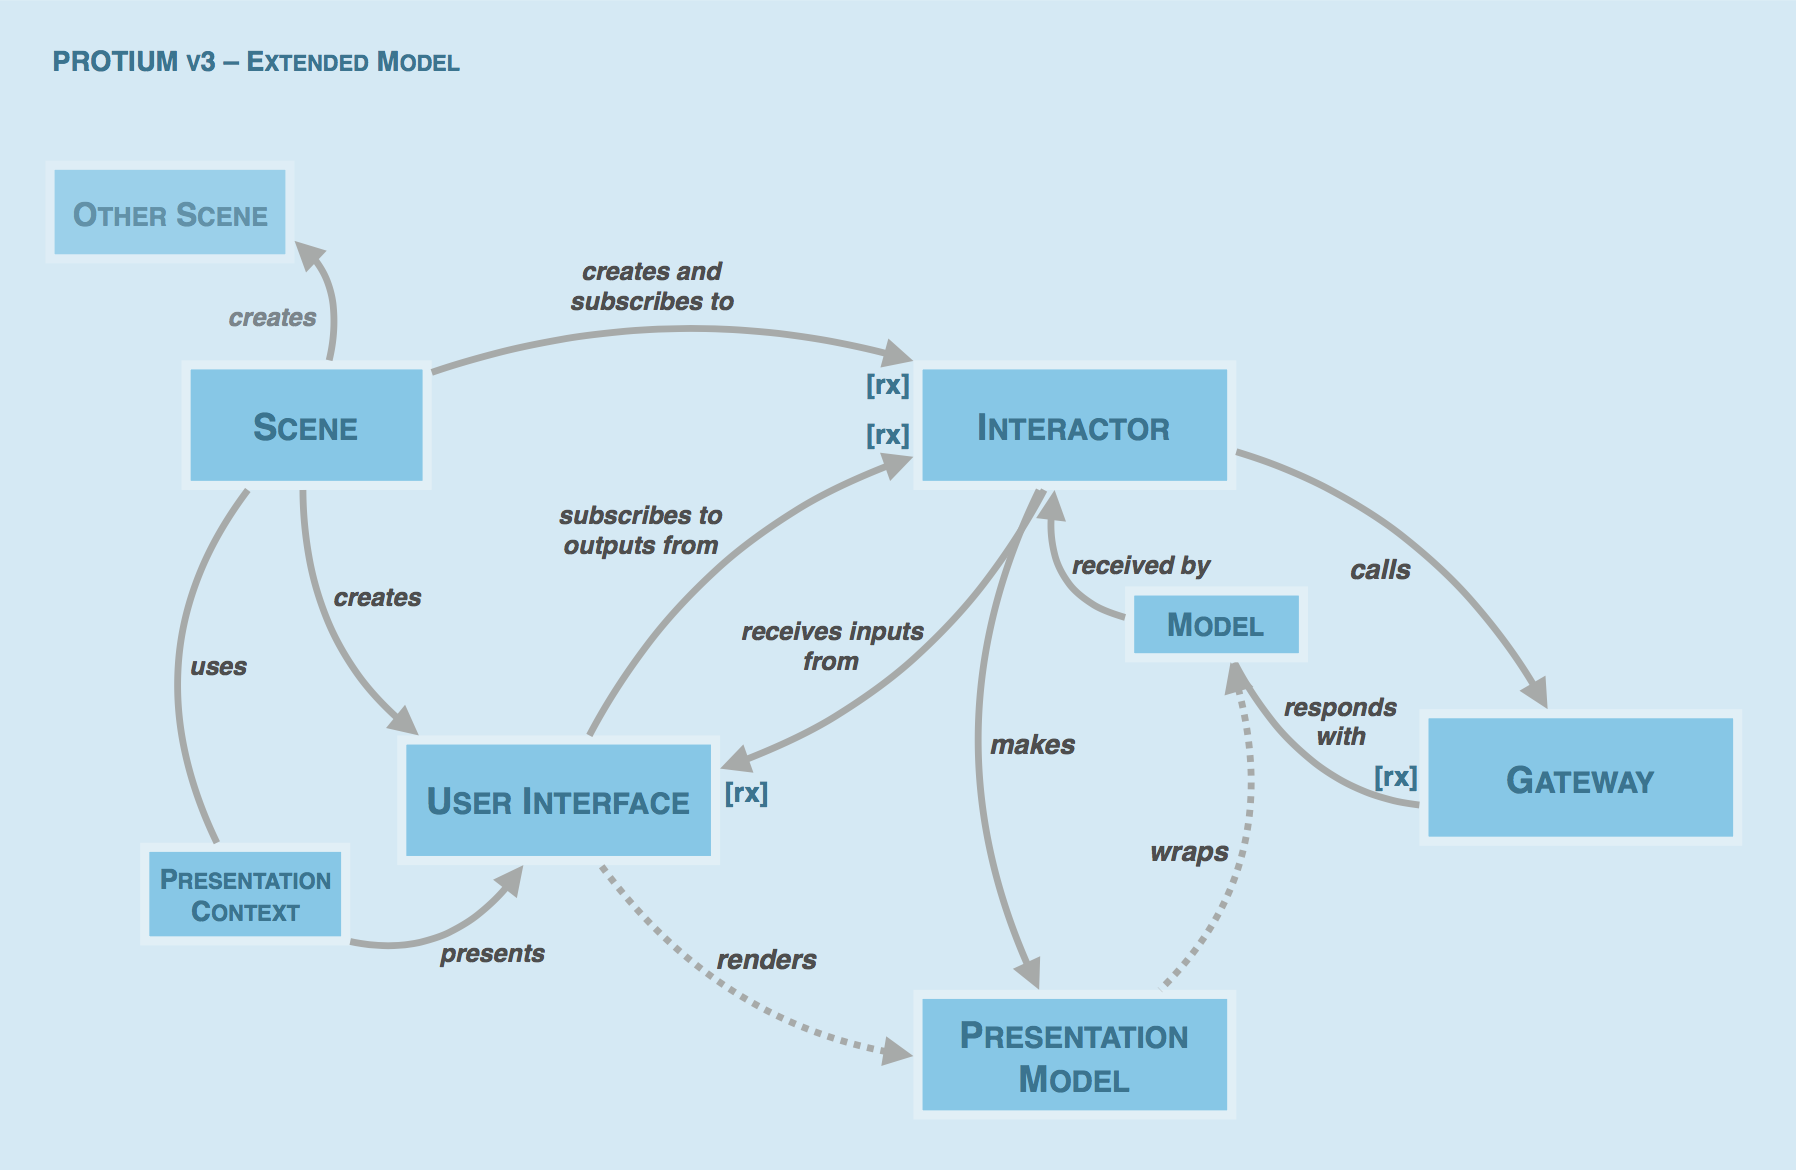 PROTIUM v3 – Extended Model
Other Scene
creates
creates and
subscribes to
Scene
[rx]
[rx]
Interactor
subscribes to
outputs from
creates
received by
calls
uses
receives inputs
from
Model
makes
responds
with
[rx]
Gateway
User Interface
[rx]
wraps
Presentation
Context
presents
renders
Presentation
Model